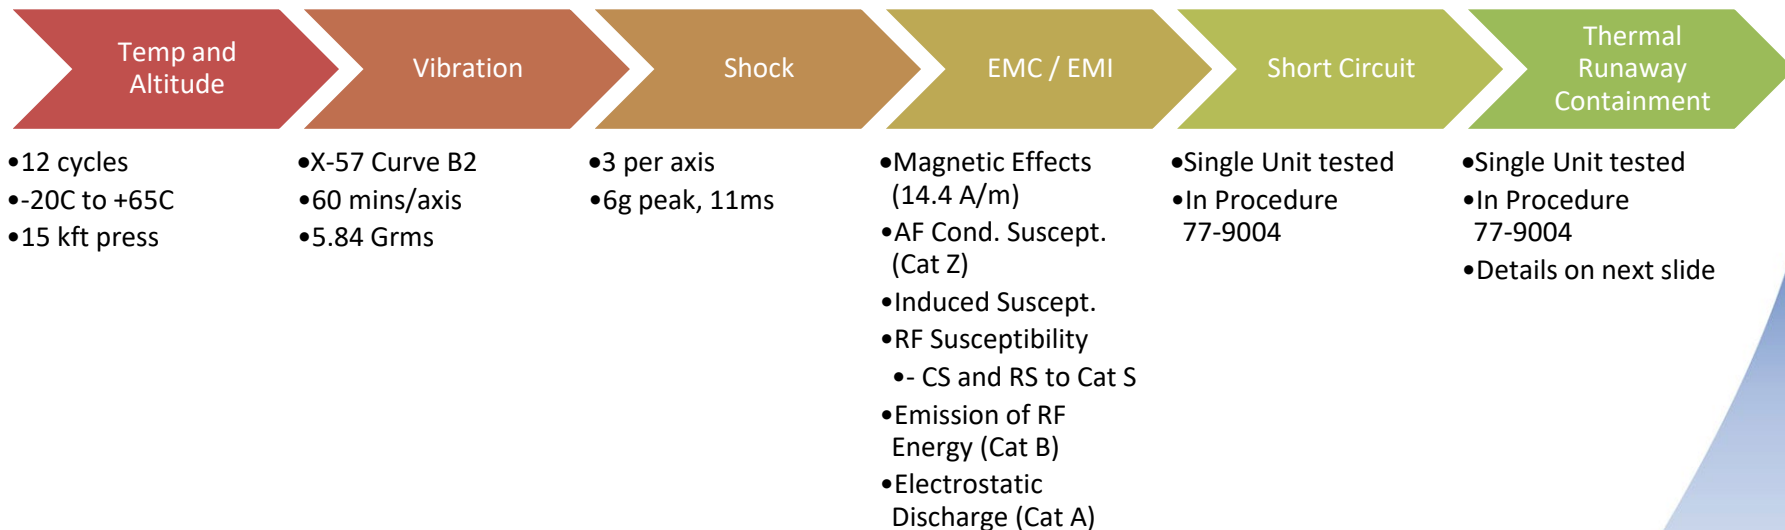 Temp and
Altitude
•12 cycles
•-20C to +65C
•15 kft press
Vibration
•X-57 Curve B2
•60 mins/axis
•5.84 Grms
Shock
•3 per axis
•6g peak, 11ms
EMC / EMI
•Magnetic Effects
(14.4 A/m)
•AF Cond. Suscept.
(Cat Z)
•Induced Suscept.
•RF Susceptibility
•- CS and RS to Cat S
•Emission of RF
Energy (Cat B)
•Electrostatic
Discharge (Cat A)
Short Circuit
•Single Unit tested
•In Procedure
77-9004
Thermal
Runaway
Containment
•Single Unit tested
•In Procedure
77-9004
•Details on next slide